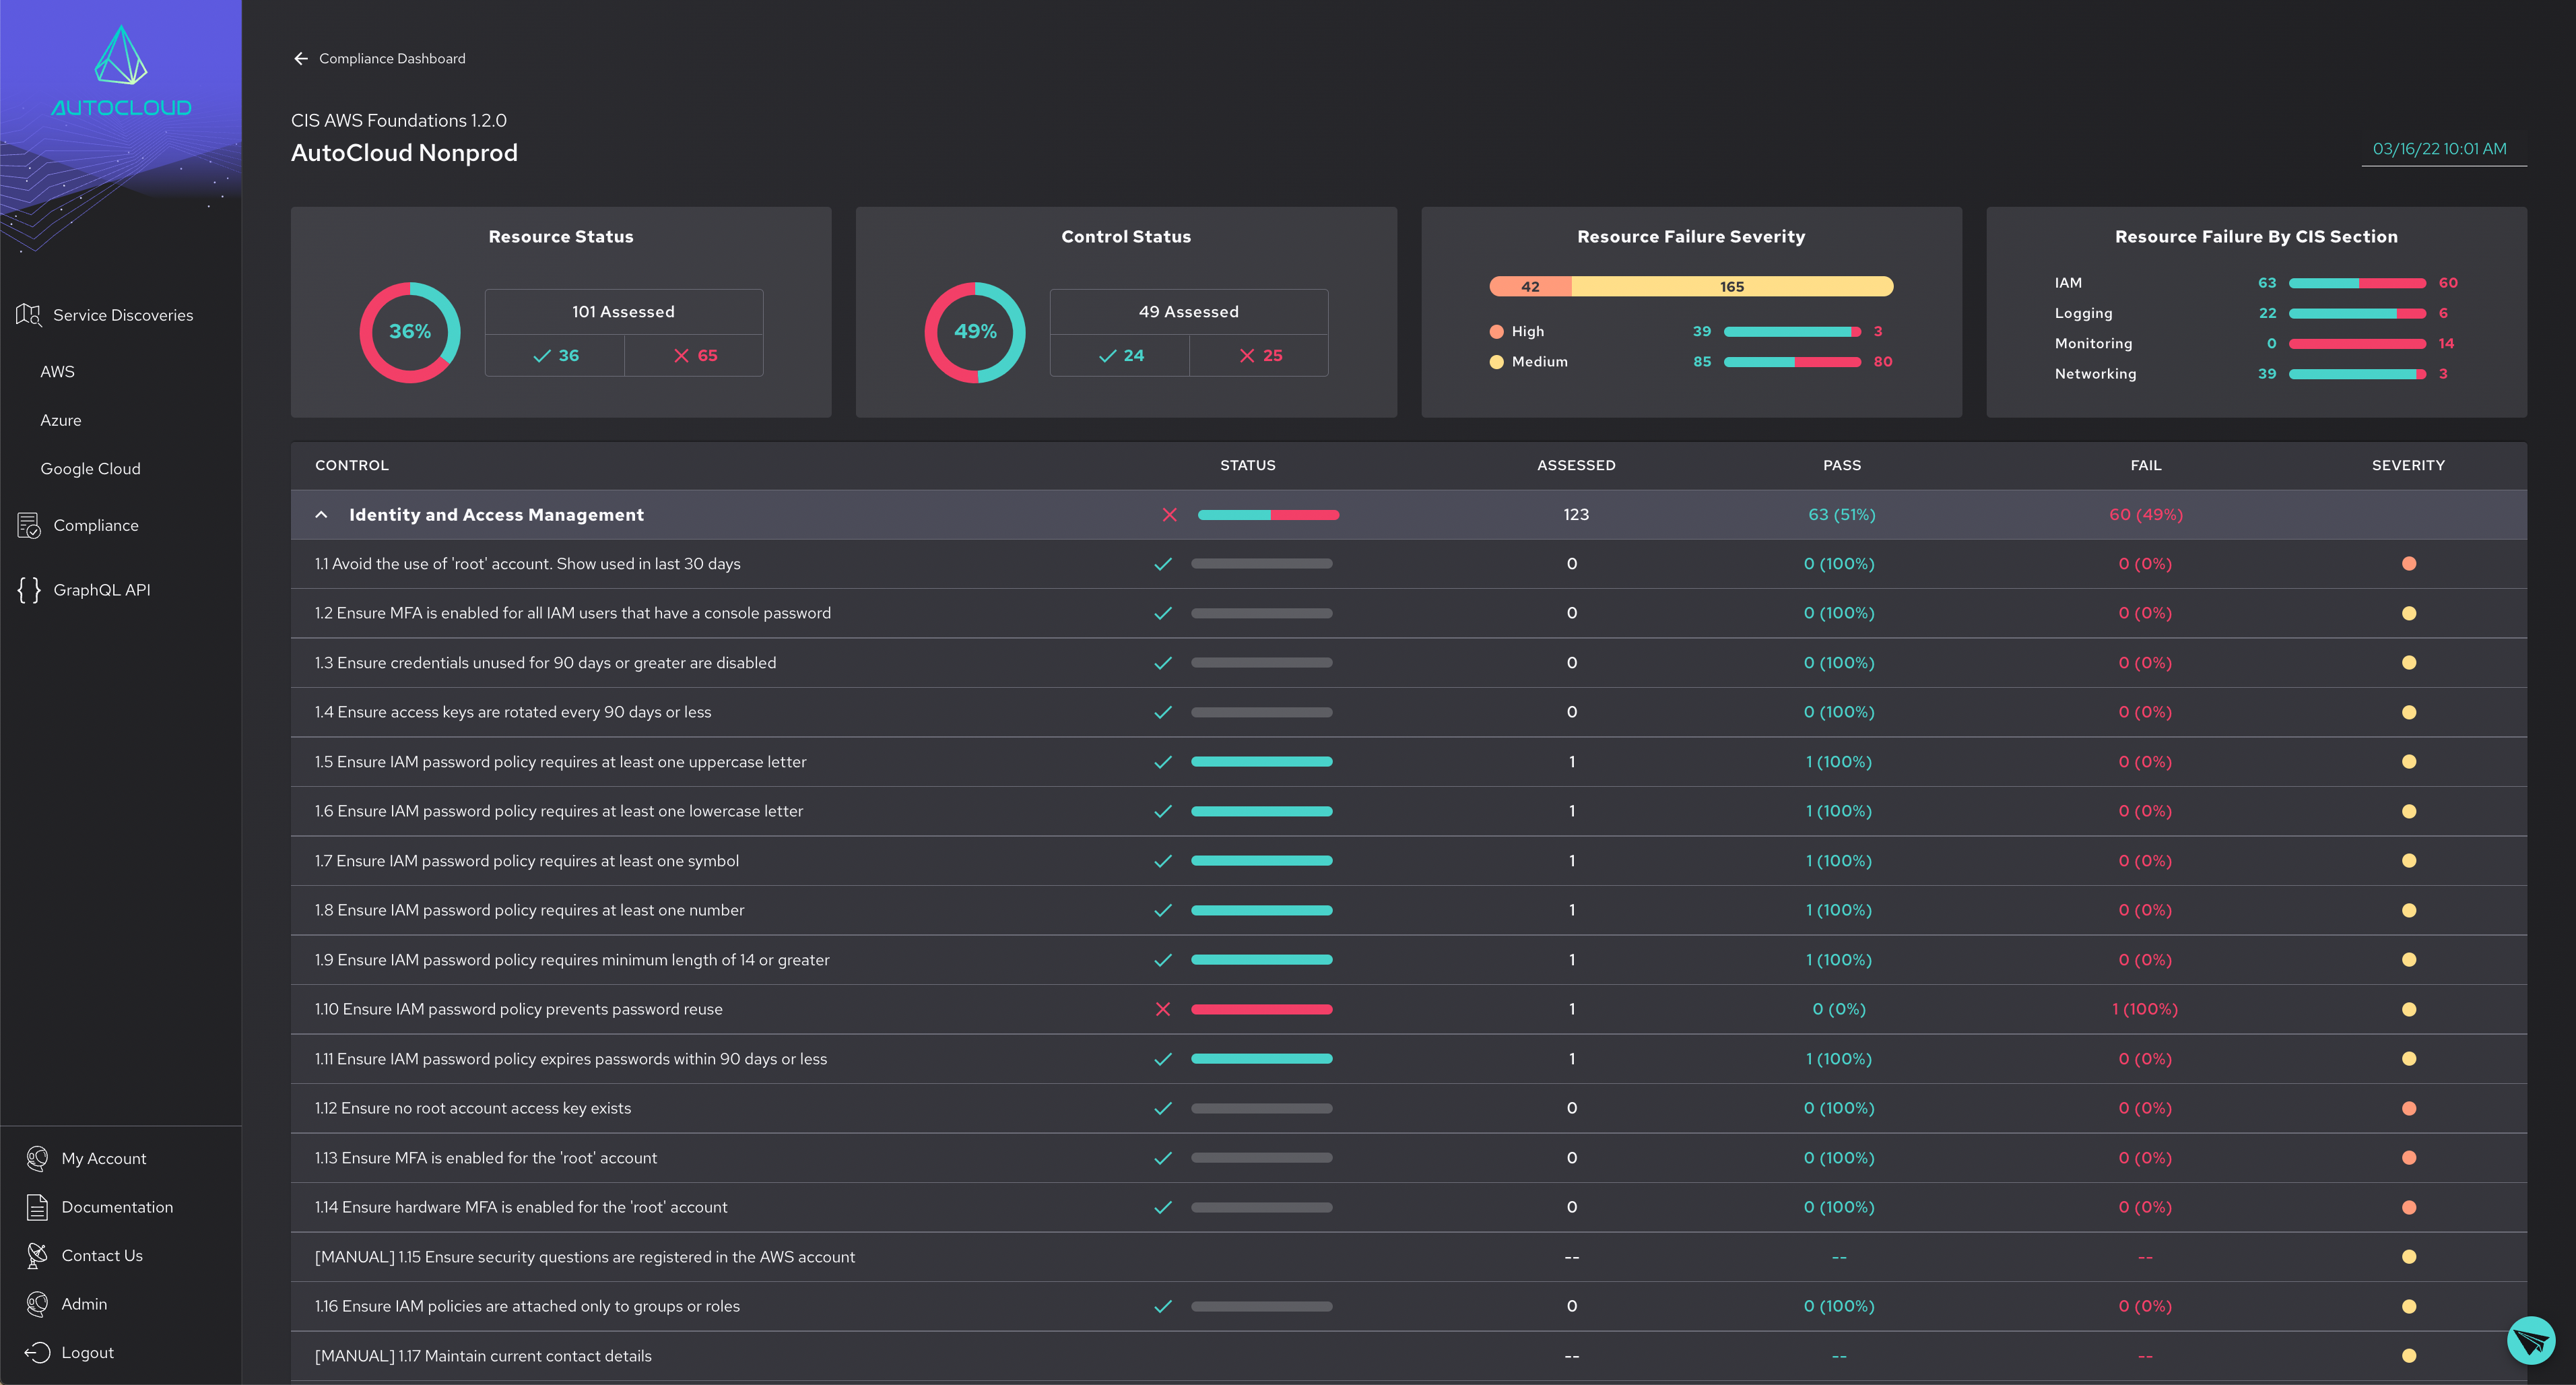 AUTOCLOUD
Service Discoveries
AWS
Azure
Google Cloud
Compliance
GraphQL API
My Account
Documentation
Contact Us
Admin
Logout
Compliance Dashboard
CIS AWS Foundations 1.2.0
AutoCloud Nonprod
03/16/22 10:01 AM
Resource Status
36%
101 Assessed
36 65
Control Status
49%
49 Assessed
24 25
Resource Failure Severity
42 165
High 39 3
Medium 85 80
Resource Failure By CIS Section
IAM 63 60
Logging 22 6
Monitoring 0 14
Networking 39 3
CONTROL STATUS ASSESSED PASS FAIL SEVERITY
Identity and Access Management 123 63 (51%) 60 (49%)
1.1 Avoid the use of 'root' account. Show used in last 30 days 0 0 (100%) 0 (0%)
1.2 Ensure MFA is enabled for all IAM users that have a console password 0 0 (100%) 0 (0%)
1.3 Ensure credentials unused for 90 days or greater are disabled 0 0 (100%) 0 (0%)
1.4 Ensure access keys are rotated every 90 days or less 0 0 (100%) 0 (0%)
1.5 Ensure IAM password policy requires at least one uppercase letter 1 1 (100%) 0 (0%)
1.6 Ensure IAM password policy requires at least one lowercase letter 1 1 (100%) 0 (0%)
1.7 Ensure IAM password policy requires at least one symbol 1 1 (100%) 0 (0%)
1.8 Ensure IAM password policy requires at least one number 1 1 (100%) 0 (0%)
1.9 Ensure IAM password policy requires minimum length of 14 or greater 1 1 (100%) 0 (0%)
1.10 Ensure IAM password policy prevents password reuse 1 0 (0%) 1 (100%)
1.11 Ensure IAM password policy expires passwords within 90 days or less 1 1 (100%) 0 (0%)
1.12 Ensure no root account access key exists 0 0 (100%) 0 (0%)
1.13 Ensure MFA is enabled for the 'root' account 0 0 (100%) 0 (0%)
1.14 Ensure hardware MFA is enabled for the 'root' account 0 0 (100%) 0 (0%)
[MANUAL] 1.15 Ensure security questions are registered in the AWS account -- -- --
1.16 Ensure IAM policies are attached only to groups or roles 0 0 (100%) 0 (0%)
[MANUAL] 1.17 Maintain current contact details -- -- --